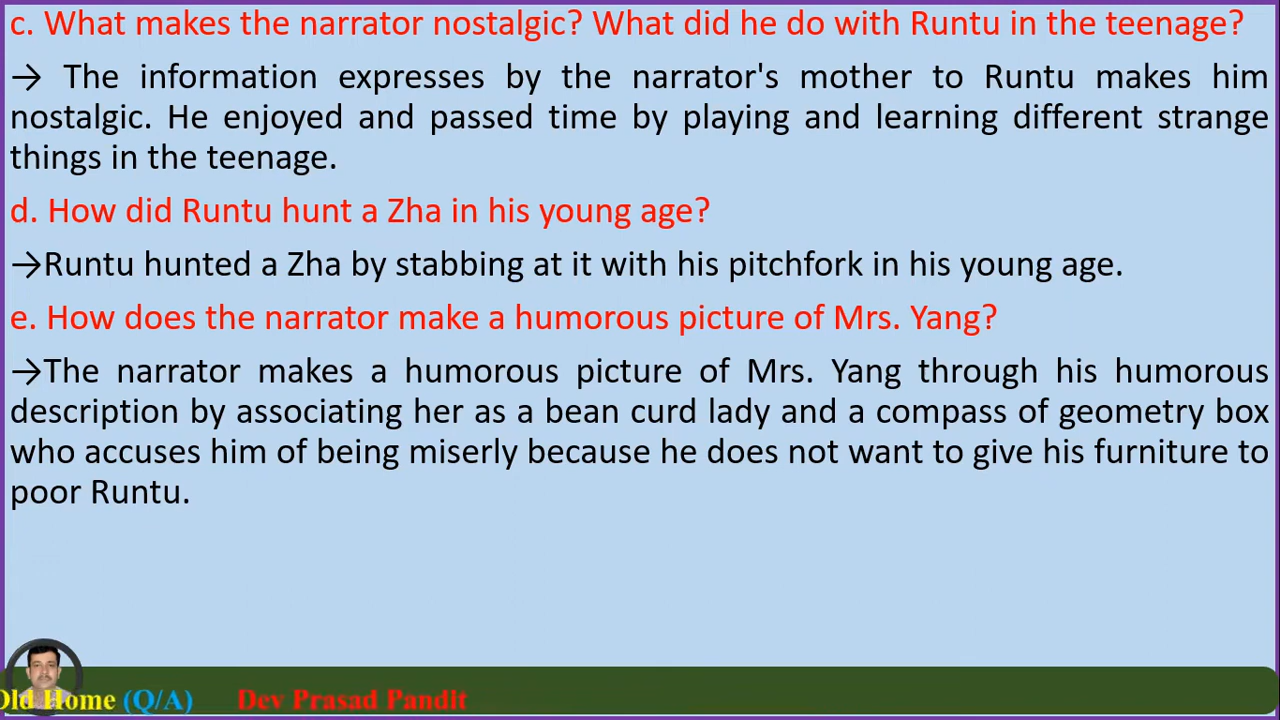 c. What makes the narrator nostalgic? What did he do with Runtu in the teenage?
→ The information expresses by the narrator's mother to Runtu makes him
nostalgic. He enjoyed and passed time by playing and learning different strange
things in the teenage.
d. How did Runtu hunt a Zha in his young age?
→Runtu hunted a Zha by stabbing at it with his pitchfork in his young age.
e. How does the narrator make a humorous picture of Mrs. Yang?
→The narrator makes a humorous picture of Mrs. Yang through his humorous
description by associating her as a bean curd lady and a compass of geometry box
who accuses him of being miserly because he does not want to give his furniture to
poor Runtu.
Old Home (Q/A) Dev Prasad Pandit